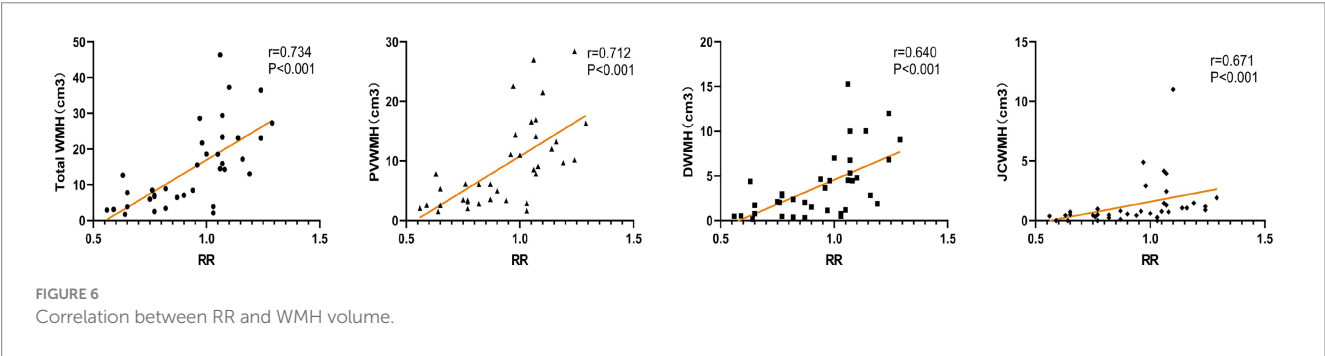 50
40
30
20
10
0
Total WMH (cm3)
r=0.734
P<0.001
0.5
1.0
1.5
RR
30
20
10
0
PVWMH (cm3)
r=0.712
P<0.001
0.5
1.0
1.5
RR
20
15
10
5
0
DWMH (cm3)
r=0.640
P<0.001
0.5
1.0
1.5
RR
15
10
5
0
JCWMH (cm3)
r=0.671
P<0.001
0.5
1.0
1.5
RR
FIGURE 6
Correlation between RR and WMH volume.